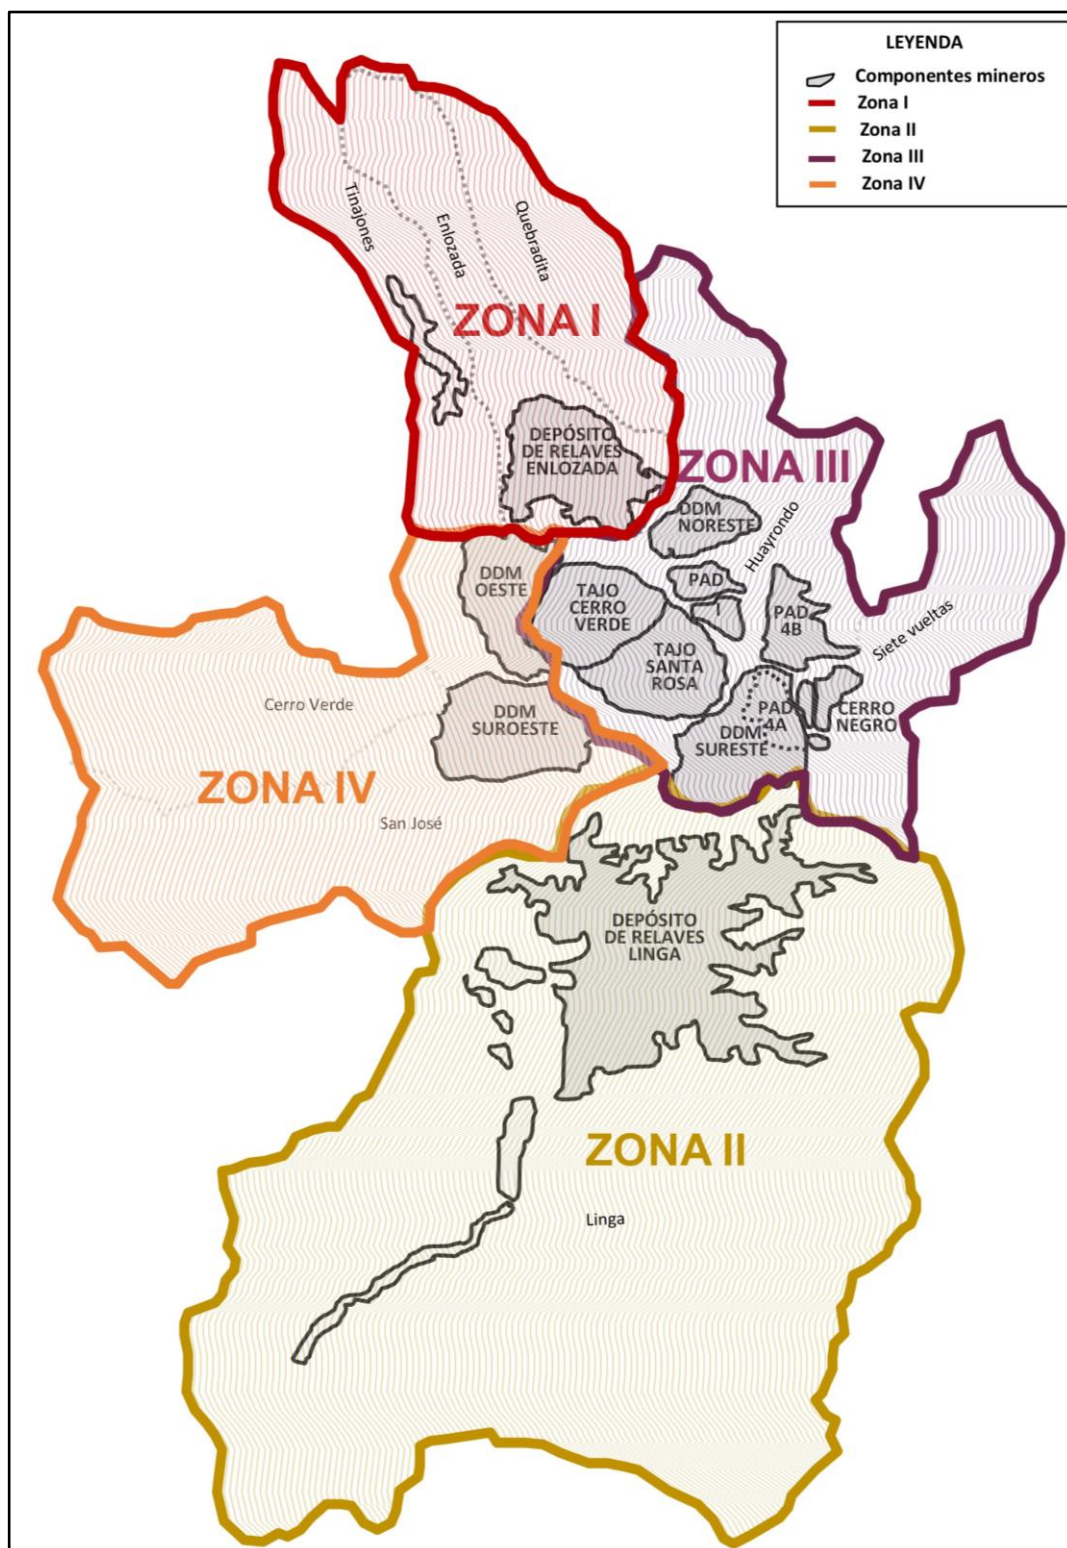 LEYENDA
Componentes mineros
Zona I
Zona II
Zona III
Zona IV
Tinajones
Enlozada
Quebradita
ZONA I
DEPÓSITO
DE RELAVES
ENLOZADA
ZONA III
DDM
NORESTE
Huayrondo
DDM
OESTE
TAJO
CERRO
VERDE
PAD
I
PAD
4B
Siete vueltas
TAJO
SANTA
ROSA
Cerro Verde
DDM
SUROESTE
PAD
4A
DDM
SURESTE
CERRO
NEGRO
ZONA IV
San José
DEPÓSITO
DE RELAVES
LINGA
ZONA II
Linga